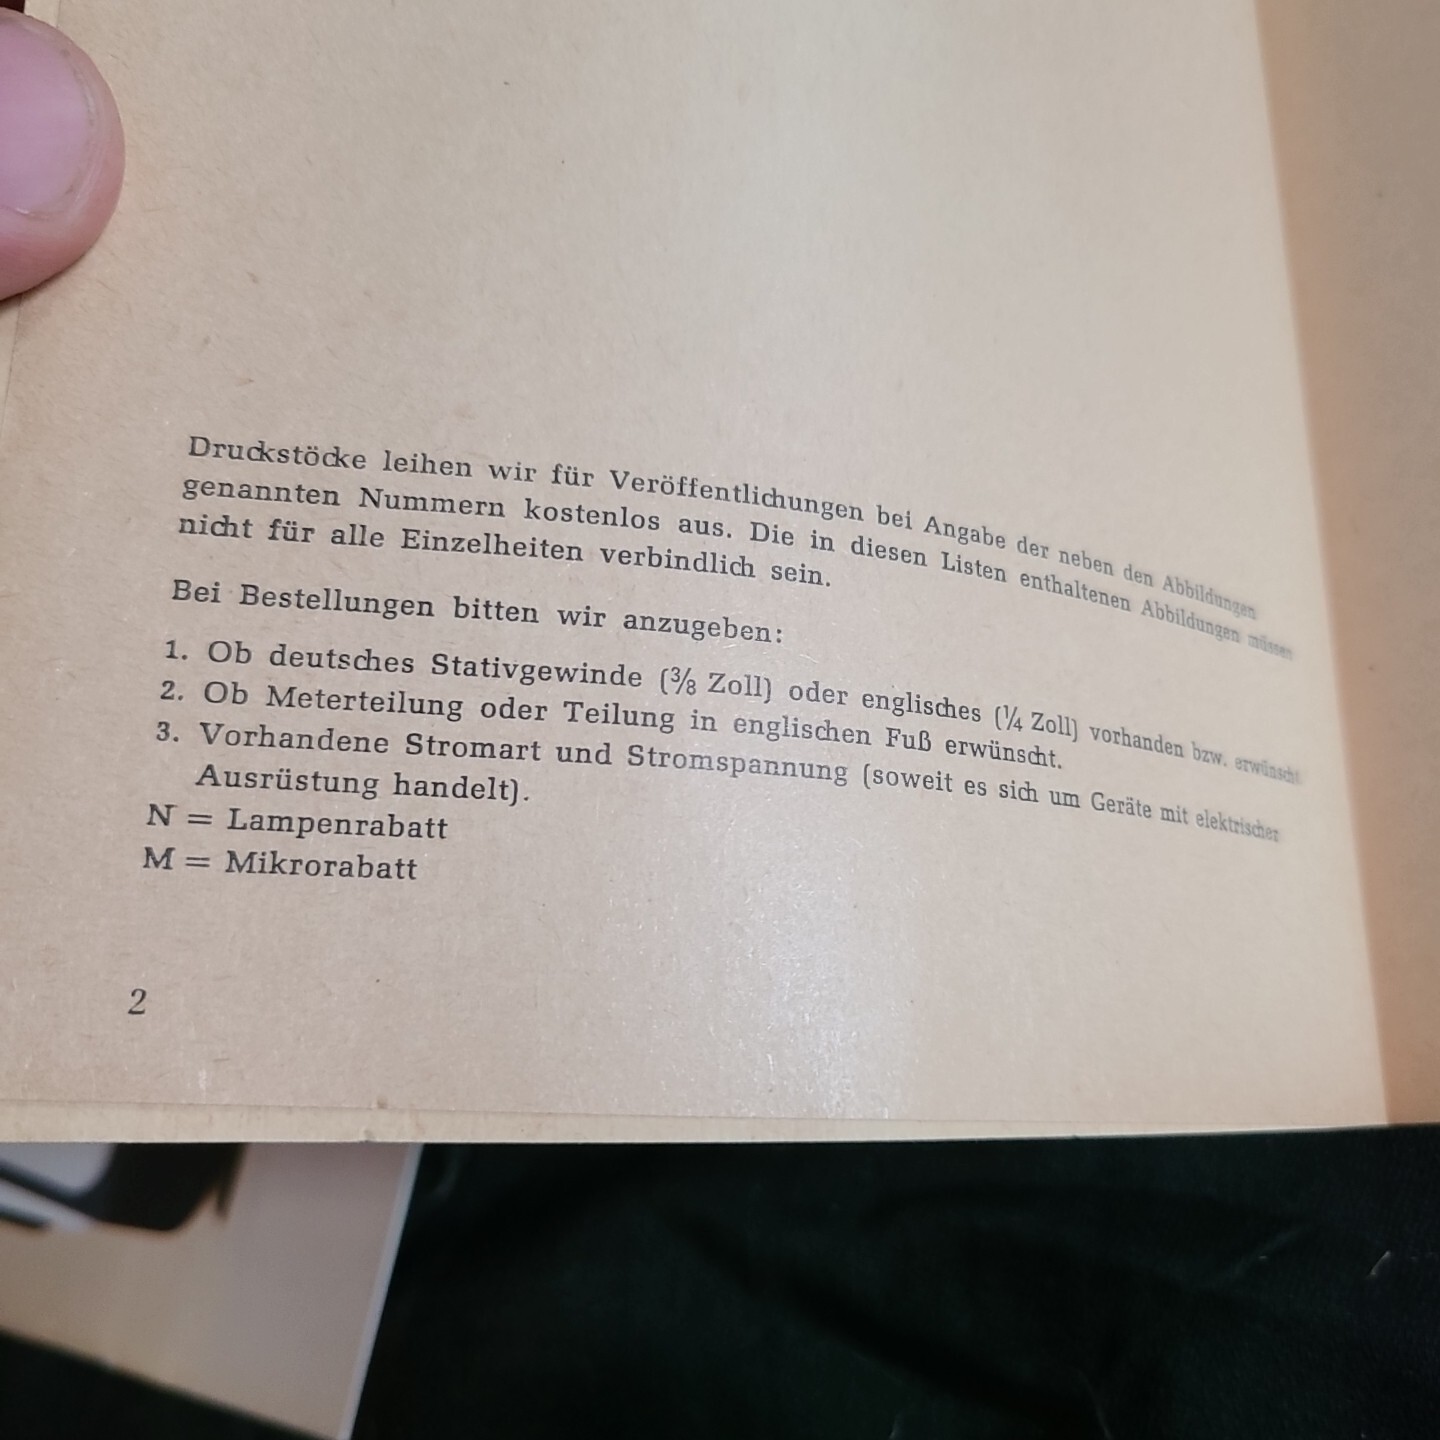 Druckstöcke leihen wir für Veröffentlichungen bei Angabe der neben den Abbildungen
genannten Nummern kostenlos aus. Die in diesen Listen enthaltenen Abbildungen müssen
nicht für alle Einzelheiten verbindlich sein.
Bei Bestellungen bitten wir anzugeben:
1. Ob deutsches Stativgewinde (⅜ Zoll) oder englisches (¼ Zoll) vorhanden bzw. erwünscht.
2. Ob Meterteilung oder Teilung in englischen Fuß erwünscht.
3. Vorhandene Stromart und Stromspannung (soweit es sich um Geräte mit elektrischer
Ausrüstung handelt).
N = Lampenrabatt
M = Mikrorabatt
2